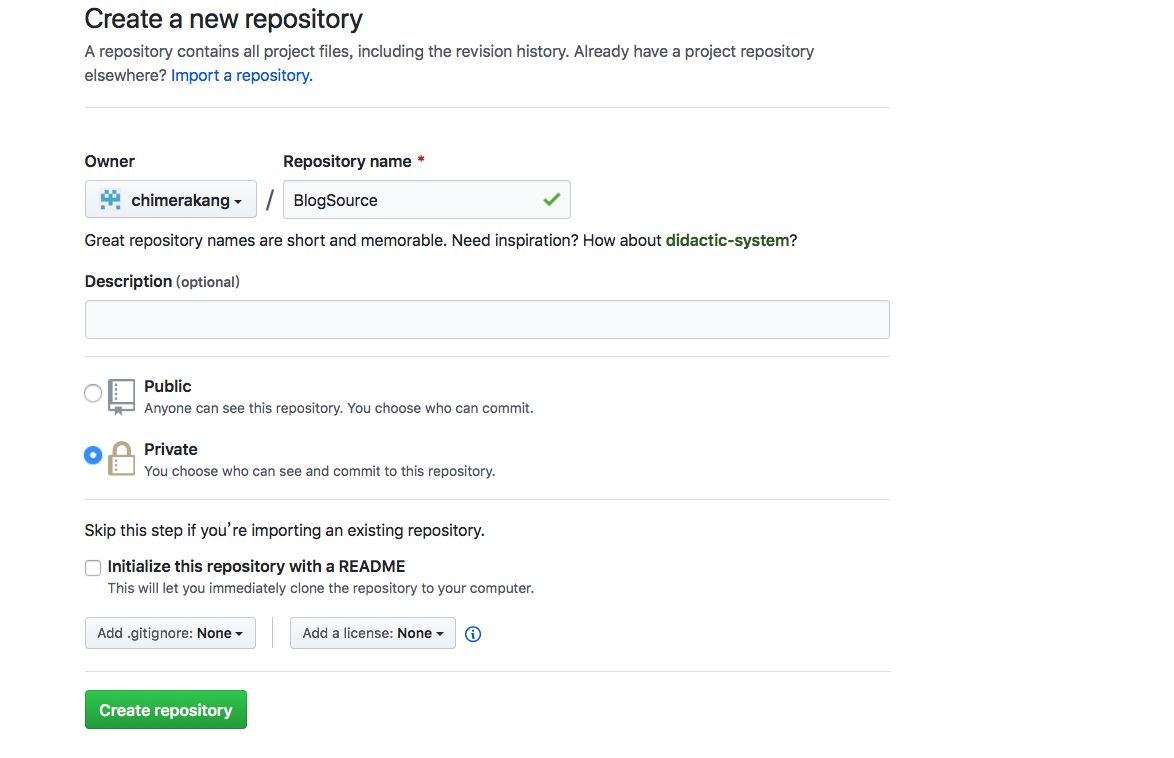 Create a new repository
A repository contains all project files, including the revision history. Already have a project repository
elsewhere? Import a repository.
Owner
Repository name *
chimerakang
/
BlogSource
Great repository names are short and memorable. Need inspiration? How about didactic-system?
Description (optional)
Public
Anyone can see this repository. You choose who can commit.
Private
You choose who can see and commit to this repository.
Skip this step if you’re importing an existing repository.
Initialize this repository with a README
This will let you immediately clone the repository to your computer.
Add .gitignore: None
Add a license: None
Create repository